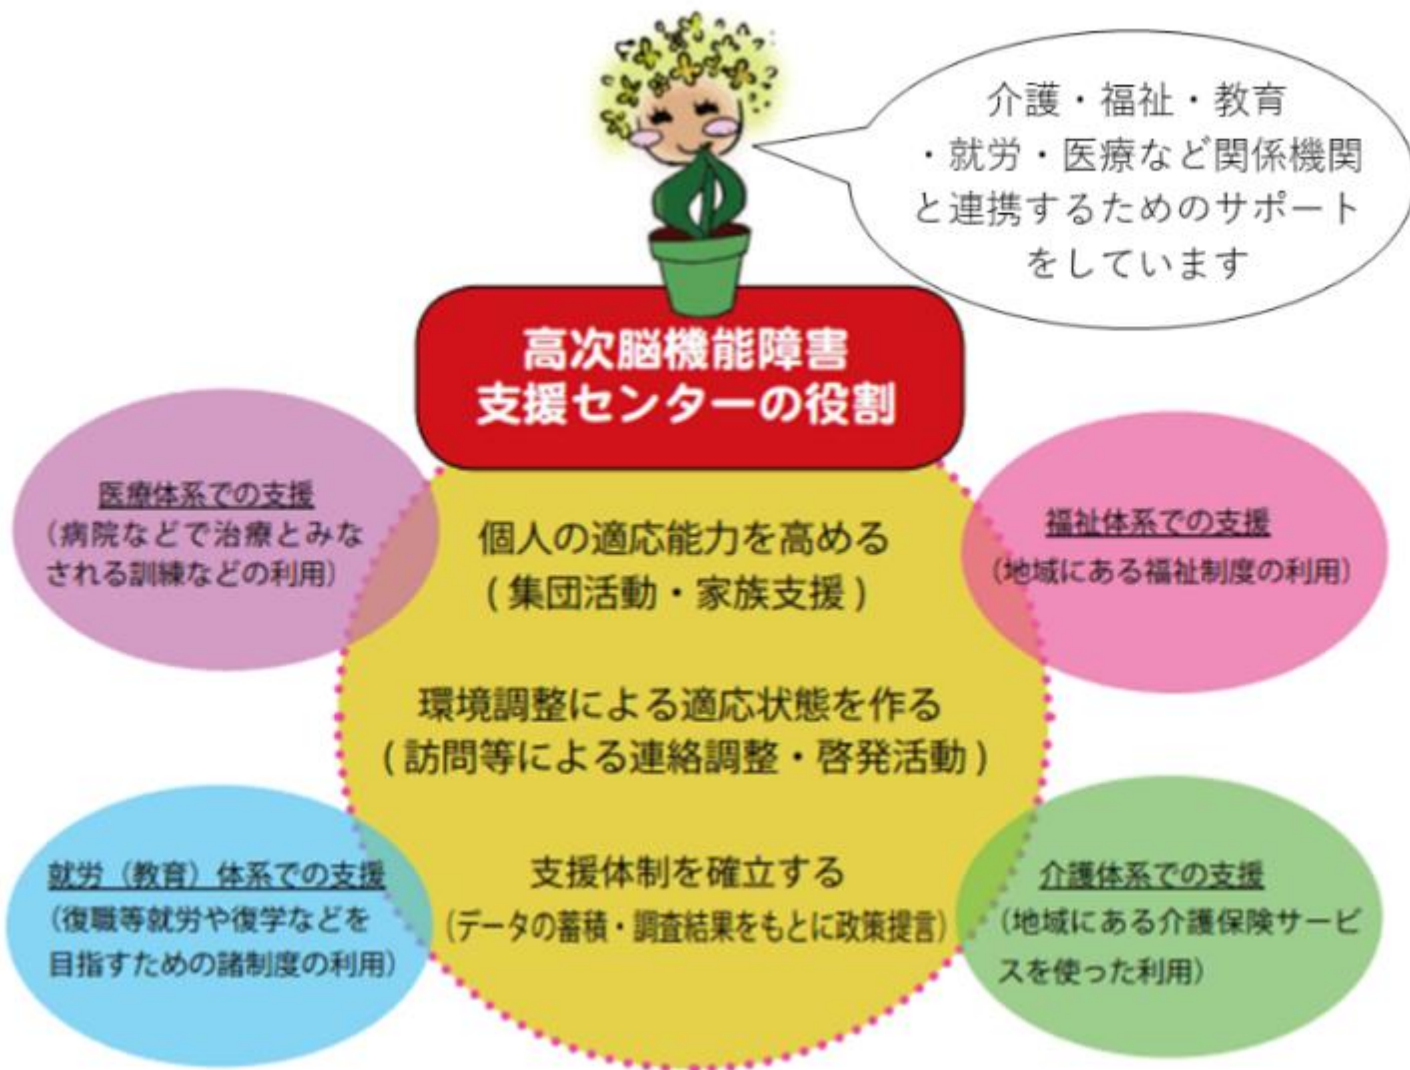 介護・福祉・教育
・就労・医療など関係機関
と連携するためのサポート
をしています
高次脳機能障害
支援センターの役割
医療体系での支援
（病院などで治療とみな
される訓練などの利用）
個人の適応能力を高める
（集団活動・家族支援）
福祉体系での支援
（地域にある福祉制度の利用）
環境調整による適応状態を作る
（訪問等による連絡調整・啓発活動）
就労（教育）体系での支援
（復職等就労や復学などを
目指すための諸制度の利用）
支援体制を確立する
（データの蓄積・調査結果をもとに政策提言）
介護体系での支援
（地域にある介護保険サービ
スを使った利用）